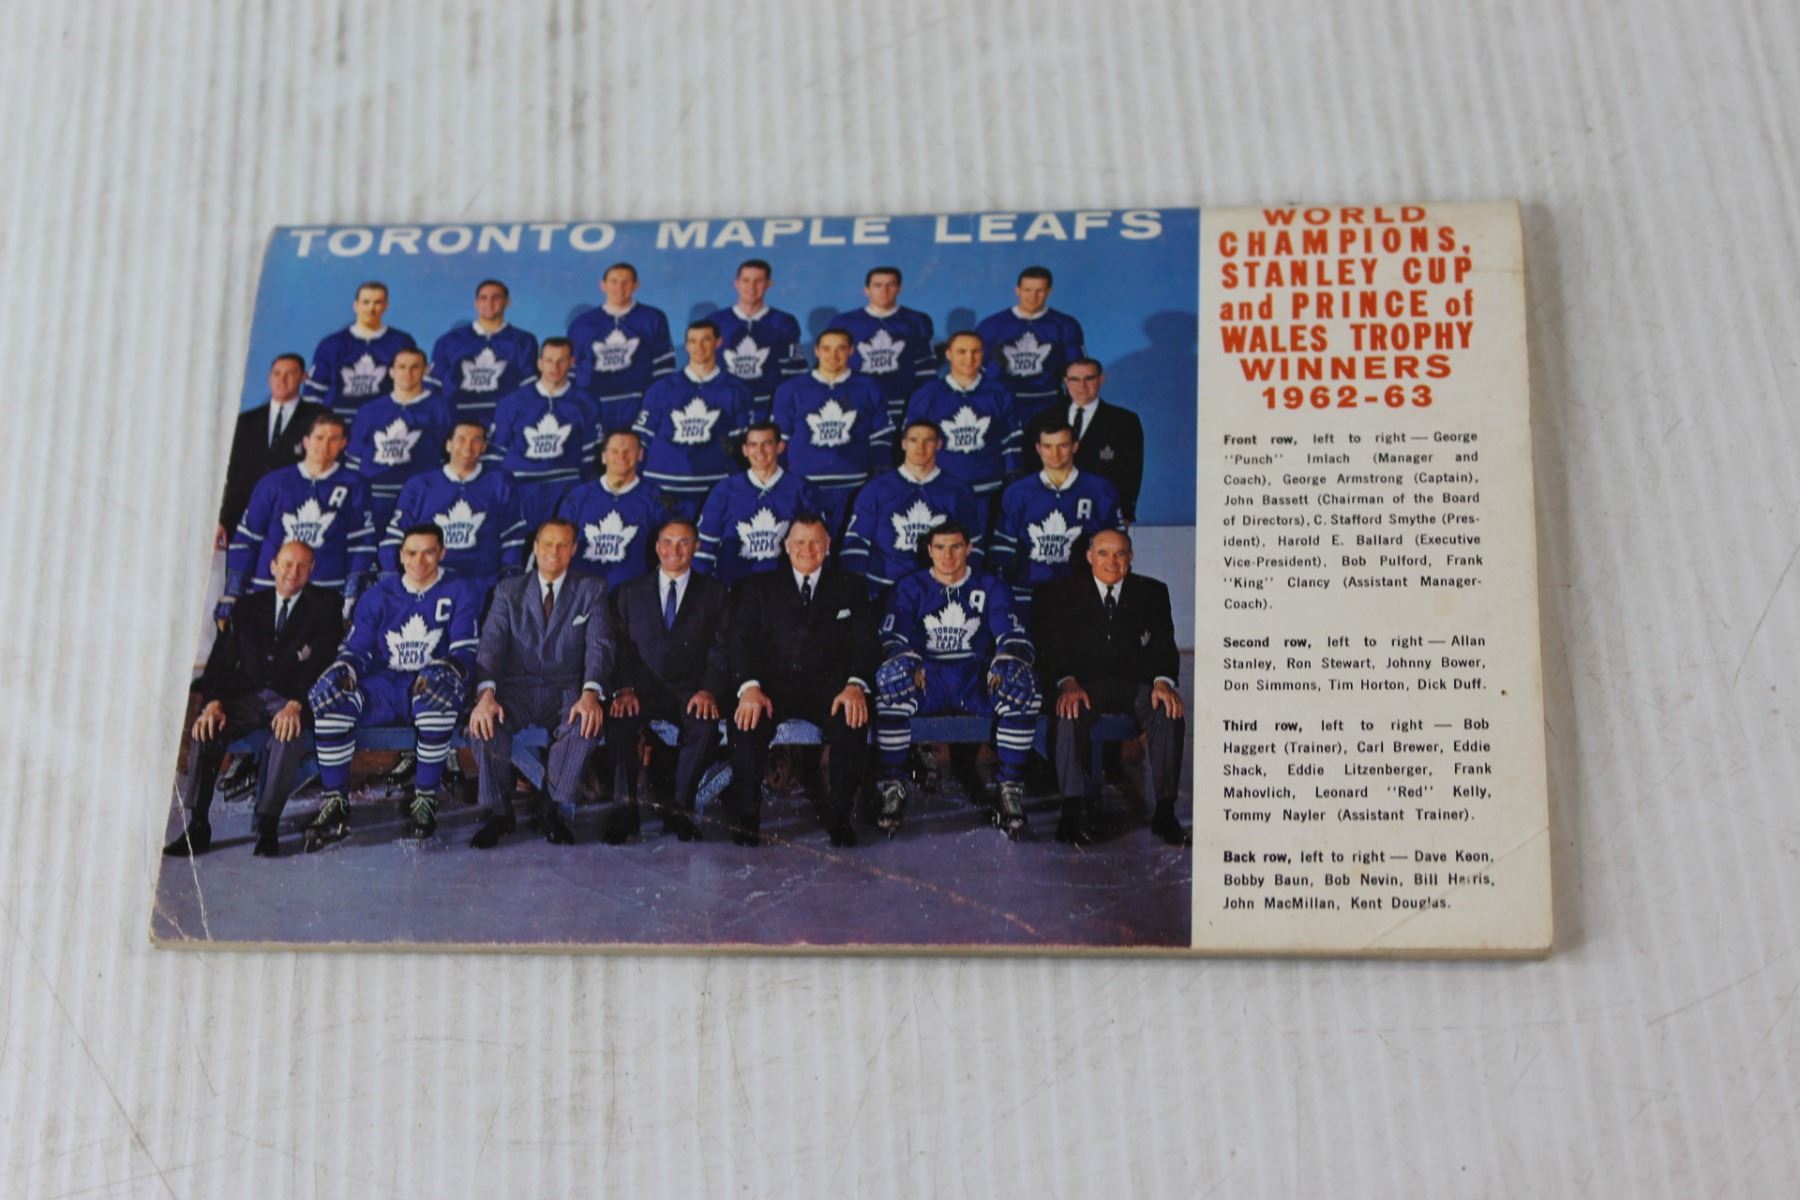 TORONTO MAPLE LEAFS
WORLD
CHAMPIONS,
STANLEY CUP
and PRINCE of
WALES TROPHY
WINNERS
1962-63
Front row, left to right — George
"Punch" Imlach (Manager and
Coach), George Armstrong (Captain),
John Bassett (Chairman of the Board
of Directors), C. Stafford Smythe (Pres-
ident), Harold E. Ballard (Executive
Vice-President), Bob Pulford, Frank
"King" Clancy (Assistant Manager-
Coach).
Second row, left to right — Allan
Stanley, Ron Stewart, Johnny Bower,
Don Simmons, Tim Horton, Dick Duff.
Third row, left to right — Bob
Haggert (Trainer), Carl Brewer, Eddie
Shack, Eddie Litzenberger, Frank
Mahovlich, Leonard "Red" Kelly,
Tommy Nayler (Assistant Trainer).
Back row, left to right — Dave Keon,
Bobby Baun, Bob Nevin, Bill Harris,
John MacMillan, Kent Douglas.